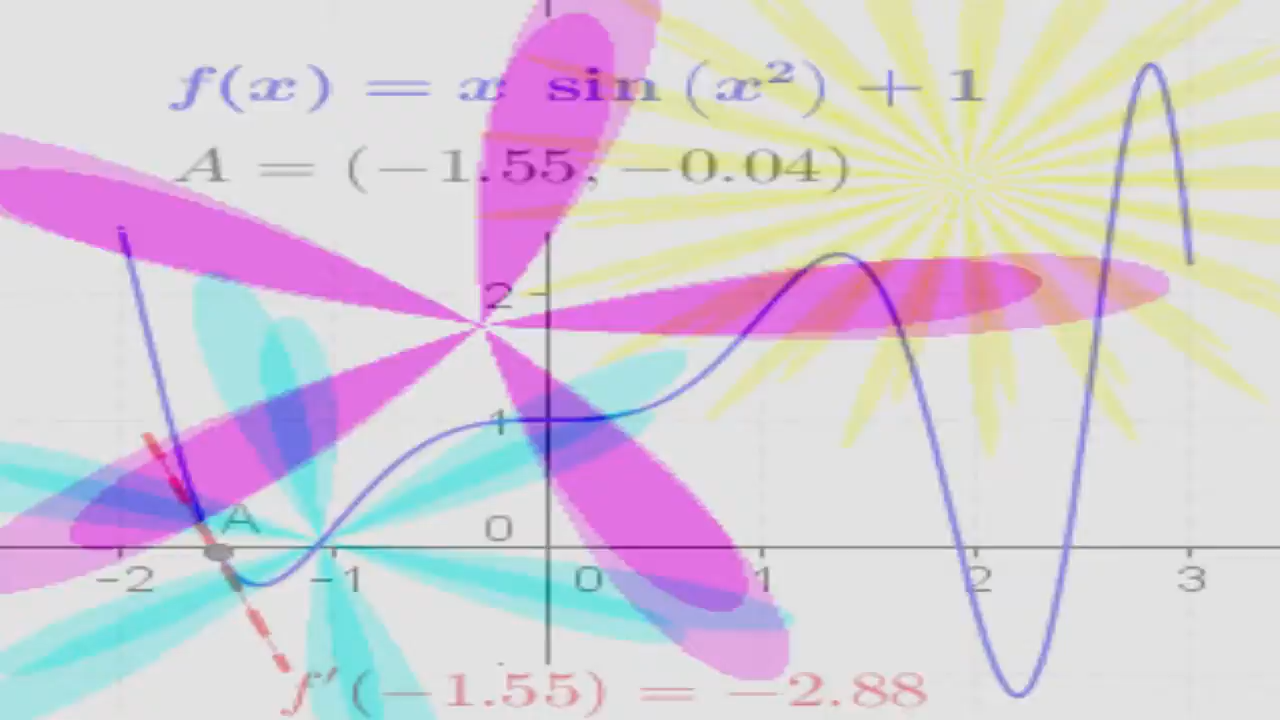 f(x) = x sin (x²) + 1
A = (−1.55, −0.04)
2
1
A
0
−2 −1 0 1 2 3
f′(−1.55) = −2.88